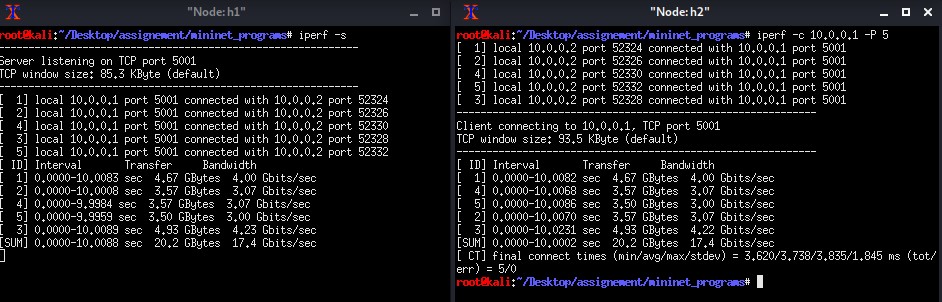 "Node: h1"
root@kali:~/Desktop/assignement/mininet_programs# iperf -s
------------------------------------------------------------
Server listening on TCP port 5001
TCP window size: 85.3 KByte (default)
------------------------------------------------------------
[  1] local 10.0.0.1 port 5001 connected with 10.0.0.2 port 52324
[  2] local 10.0.0.1 port 5001 connected with 10.0.0.2 port 52326
[  4] local 10.0.0.1 port 5001 connected with 10.0.0.2 port 52330
[  3] local 10.0.0.1 port 5001 connected with 10.0.0.2 port 52328
[  5] local 10.0.0.1 port 5001 connected with 10.0.0.2 port 52332
[ ID] Interval       Transfer     Bandwidth
[  1] 0.0000-10.0083 sec  4.67 GBytes  4.00 Gbits/sec
[  2] 0.0000-10.0008 sec  3.57 GBytes  3.07 Gbits/sec
[  4] 0.0000-9.9984 sec  3.57 GBytes  3.07 Gbits/sec
[  5] 0.0000-9.9959 sec  3.50 GBytes  3.00 Gbits/sec
[  3] 0.0000-10.0089 sec  4.93 GBytes  4.23 Gbits/sec
[SUM] 0.0000-10.0088 sec  20.2 GBytes  17.4 Gbits/sec
"Node: h2"
root@kali:~/Desktop/assignement/mininet_programs# iperf -c 10.0.0.1 -P 5
[  1] local 10.0.0.2 port 52324 connected with 10.0.0.1 port 5001
[  2] local 10.0.0.2 port 52326 connected with 10.0.0.1 port 5001
[  4] local 10.0.0.2 port 52330 connected with 10.0.0.1 port 5001
[  5] local 10.0.0.2 port 52332 connected with 10.0.0.1 port 5001
[  3] local 10.0.0.2 port 52328 connected with 10.0.0.1 port 5001
------------------------------------------------------------
Client connecting to 10.0.0.1, TCP port 5001
TCP window size: 93.5 KByte (default)
------------------------------------------------------------
[ ID] Interval       Transfer     Bandwidth
[  1] 0.0000-10.0082 sec  4.67 GBytes  4.00 Gbits/sec
[  4] 0.0000-10.0068 sec  3.57 GBytes  3.07 Gbits/sec
[  5] 0.0000-10.0086 sec  3.50 GBytes  3.00 Gbits/sec
[  2] 0.0000-10.0070 sec  3.57 GBytes  3.07 Gbits/sec
[  3] 0.0000-10.0231 sec  4.93 GBytes  4.22 Gbits/sec
[SUM] 0.0000-10.0002 sec  20.2 GBytes  17.4 Gbits/sec
[ CT] final connect times (min/avg/max/stdev) = 3.620/3.738/3.835/1.845 ms (tot/
err) = 5/0
root@kali:~/Desktop/assignement/mininet_programs#